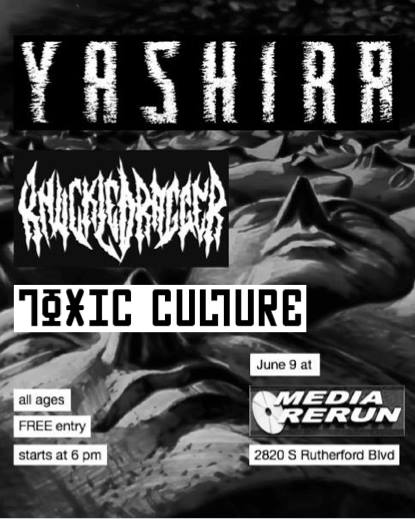 YASHIRA
KNUCKLEDRAGGER
TOXIC CULTURE
June 9 at
MEDIA
RERUN
all ages
FREE entry
starts at 6 pm
2820 S Rutherford Blvd